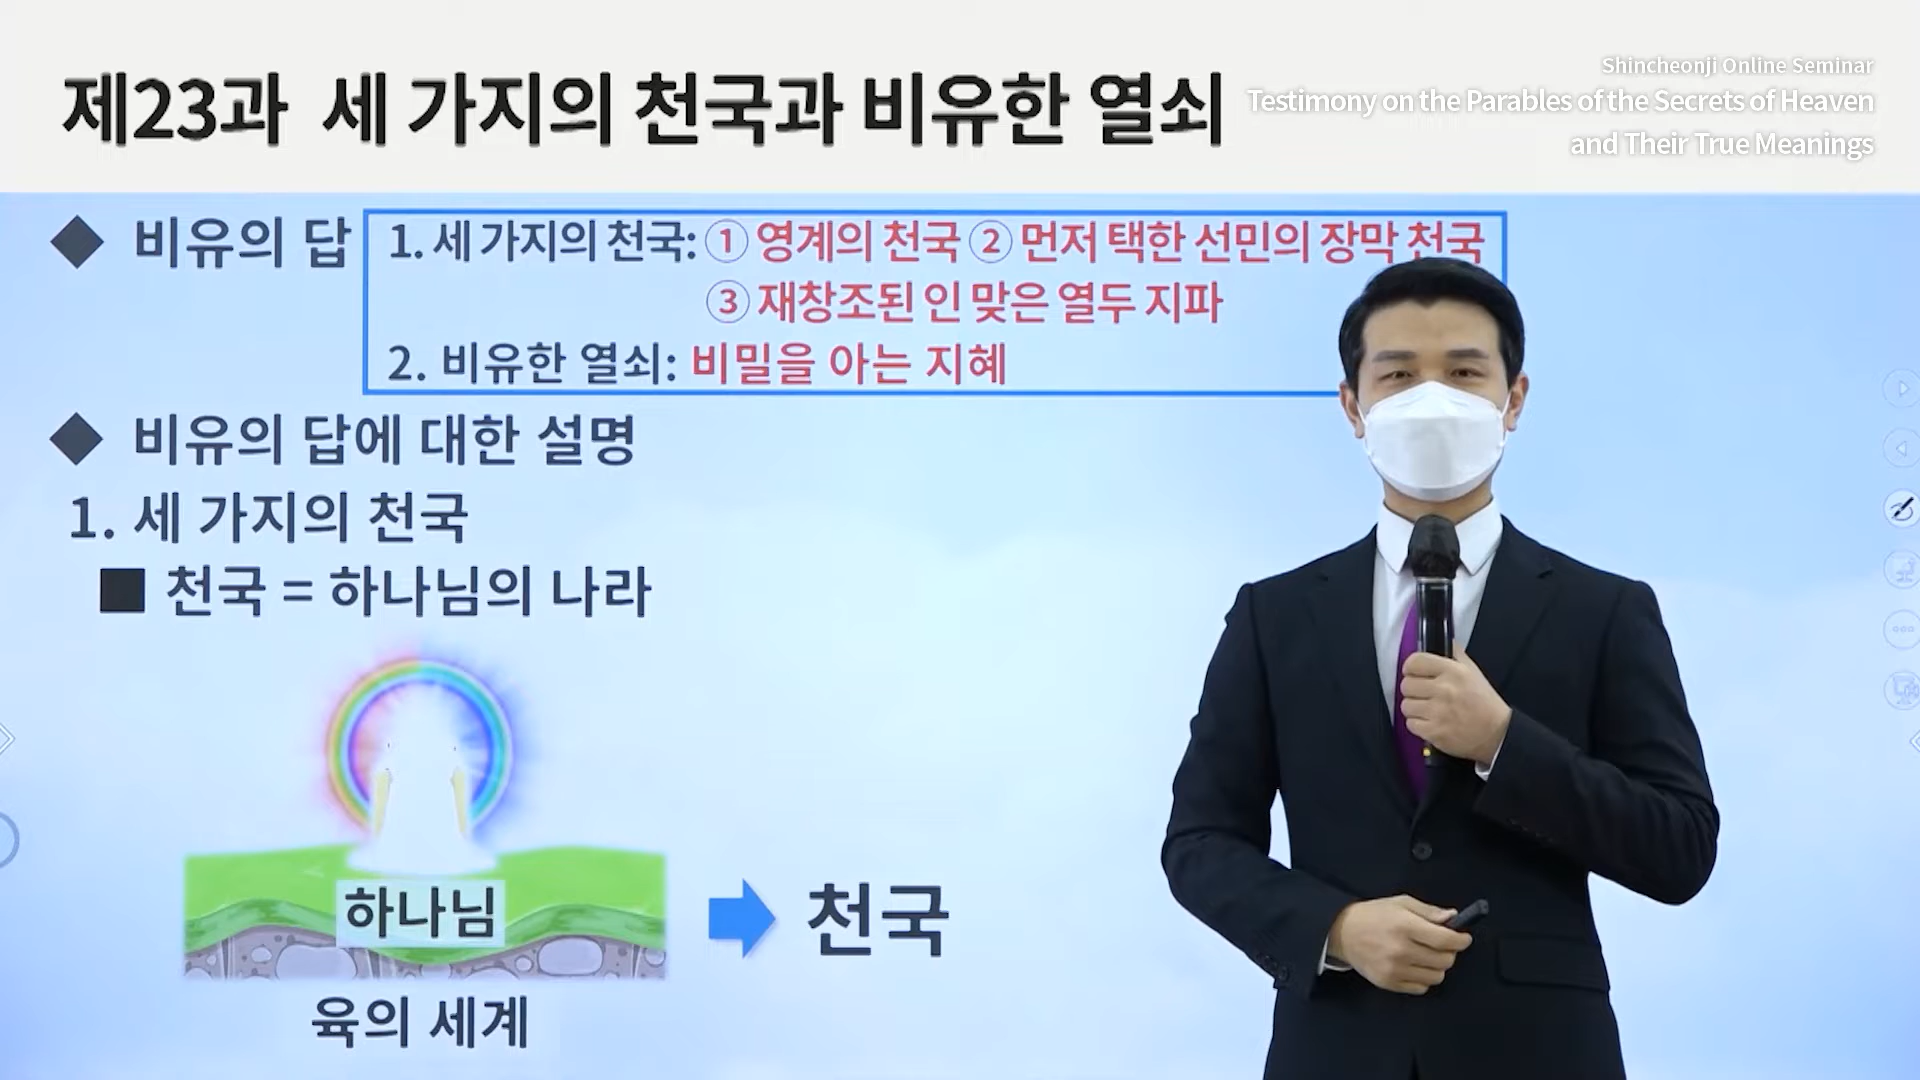 제23과 세 가지의 천국과 비유한 열쇠
Shincheonji Online Seminar
Testimony on the Parables of the Secrets of Heaven
and Their True Meanings
◆ 비유의 답
1. 세 가지의 천국: ① 영계의 천국 ② 먼저 택한 선민의 장막 천국
③ 재창조된 인 맞은 열두 지파
2. 비유한 열쇠: 비밀을 아는 지혜
◆ 비유의 답에 대한 설명
1. 세 가지의 천국
■ 천국 = 하나님의 나라
하나님
천국
육의 세계